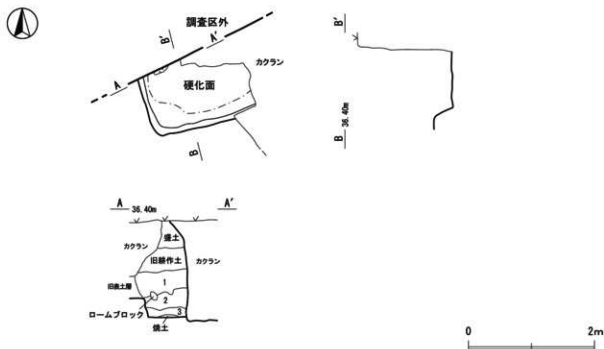 調査区外
B'
A'
カクラン
A
硬化面
B
B'
B 36.40m
A 36.40m A'
盛土
カクラン
旧耕作土
カクラン
1
旧表土層
2
ロームブロック
3
焼土
0 2m